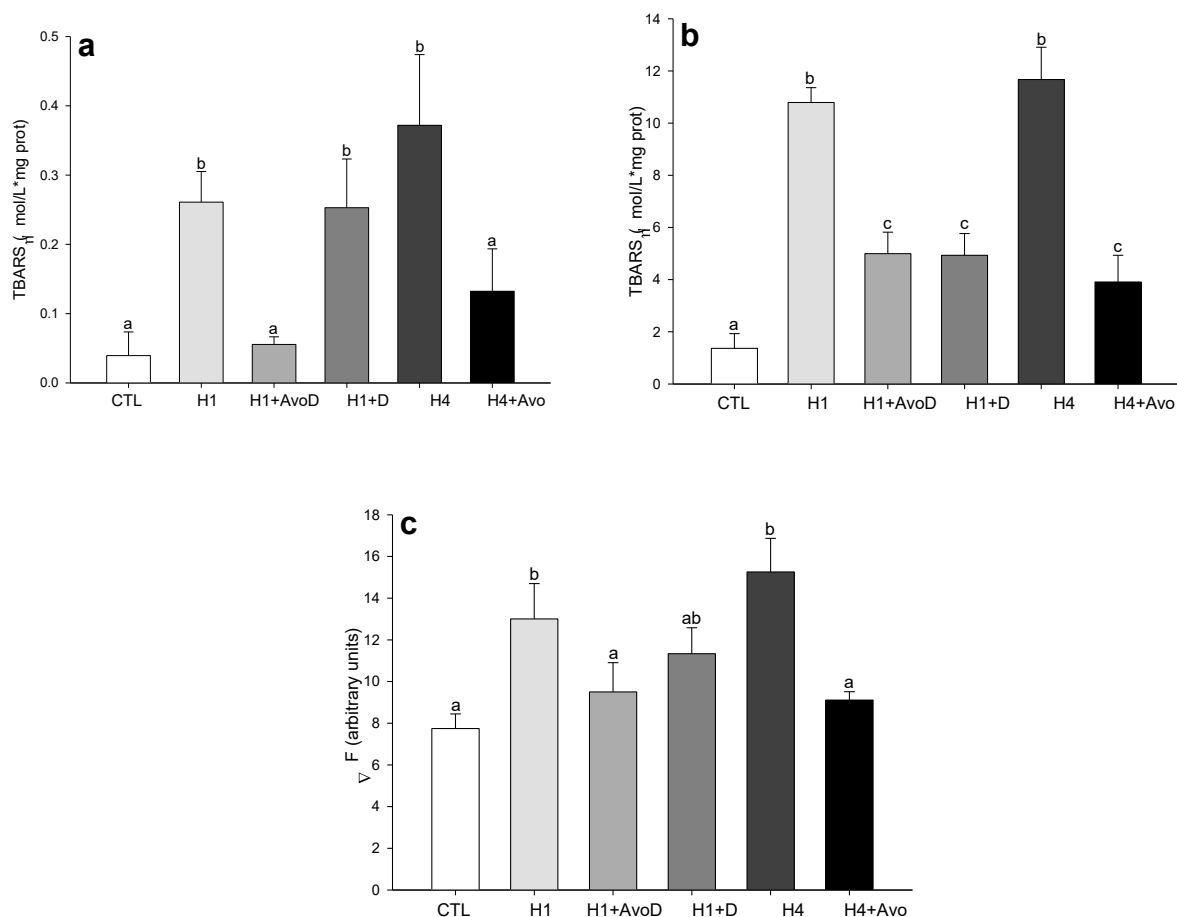 a
TBARS (η mol/L*mg prot)
0.5
0.4
0.3
0.2
0.1
0.0
a
b
a
b
b
a
CTL H1 H1+AvoD H1+D H4 H4+Avo
b
TBARS (η mol/L*mg prot)
14
12
10
8
6
4
2
0
a
b
c
c
b
c
CTL H1 H1+AvoD H1+D H4 H4+Avo
c
∇ F (arbitrary units)
18
16
14
12
10
8
6
4
2
0
a
b
a
ab
b
a
CTL H1 H1+AvoD H1+D H4 H4+Avo